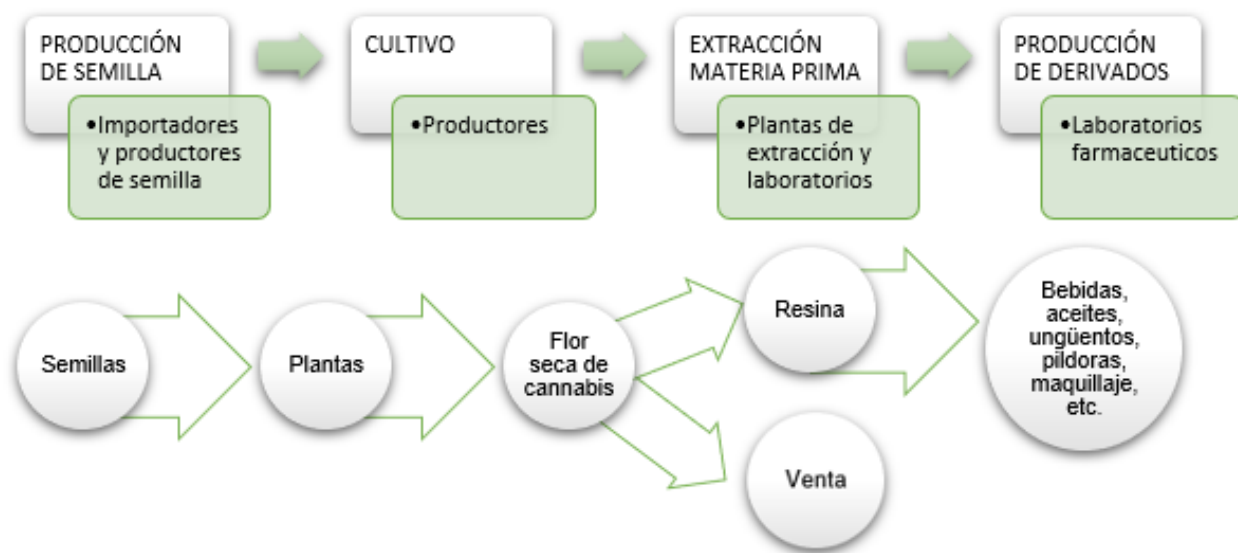 PRODUCCIÓN
DE SEMILLA
•Importadores
y productores
de semilla
CULTIVO
•Productores
EXTRACCIÓN
MATERIA PRIMA
•Plantas de
extracción y
laboratorios
PRODUCCIÓN
DE DERIVADOS
•Laboratorios
farmaceuticos
Semillas
Plantas
Flor
seca de
cannabis
Resina
Venta
Bebidas,
aceites,
ungüentos,
pildoras,
maquillaje,
etc.